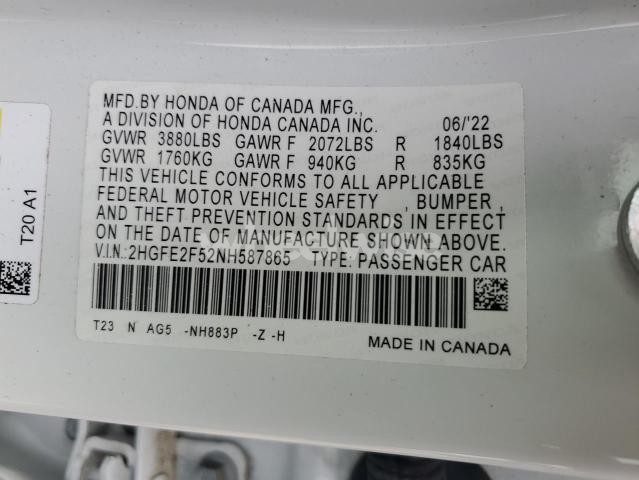 MFD.BY HONDA OF CANADA MFG.,
A DIVISION OF HONDA CANADA INC. 06/'22
GVWR 3880LBS GAWR F 2072LBS R 1840LBS
GVWR 1760KG GAWR F 940KG R 835KG
THIS VEHICLE CONFORMS TO ALL APPLICABLE
FEDERAL MOTOR VEHICLE SAFETY , BUMPER ,
AND THEFT PREVENTION STANDARDS IN EFFECT
ON THE DATE OF MANUFACTURE SHOWN ABOVE.
V.I.N.: 2HGFE2F52NH587865 TYPE: PASSENGER CAR
T23 N AG5 -NH883P -Z -H
MADE IN CANADA
T20 A1